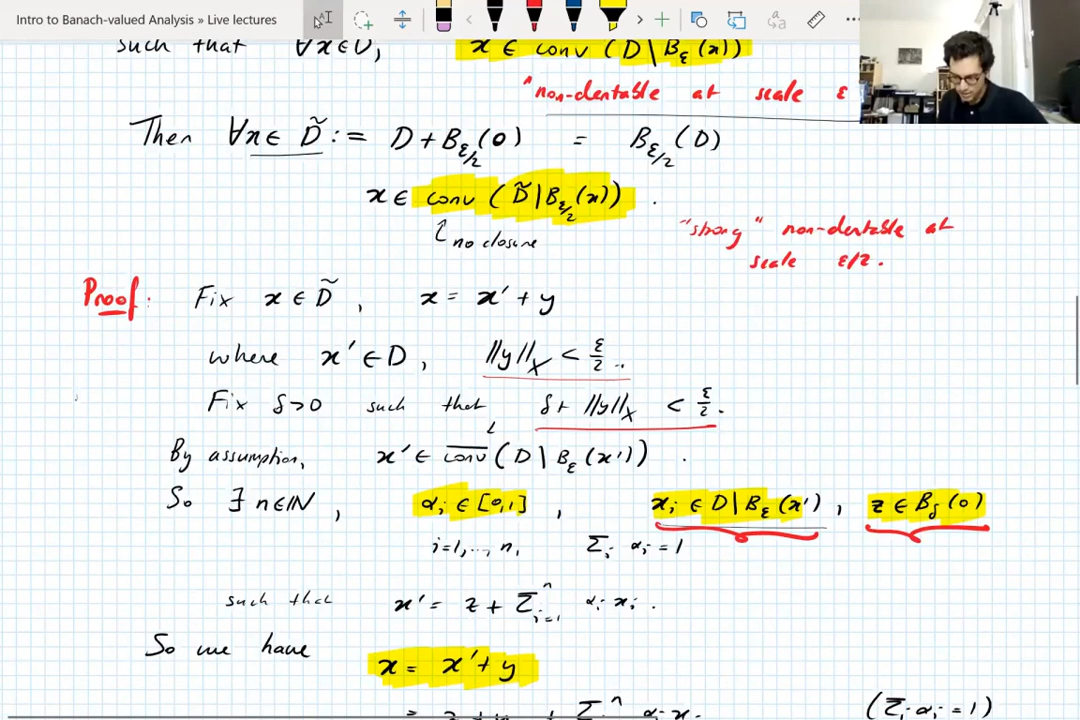 Intro to Banach-valued Analysis » Live lectures
such that ∀x∈D, x ∈ conv ( D \ B_ε (x))
"non-dentable at scale ε
Then ∀x∈ D̃ := D + B_{ε/2}(0) = B_{ε/2}(D)
x ∈ conv ( D̃ \ B_{ε/2}(x)) .
no closure
"strong" non-dentable at
scale ε/2.
Proof: Fix x ∈ D̃ , x = x' + y
where x' ∈ D, ||y||_X < ε/2 ..
Fix δ>0 such that δ + ||y||_X < ε/2.
By assumption, x' ∈ \overline{conv} ( D \ B_ε (x')) .
So ∃ n∈ℕ, α_i ∈ [0,1] , x_i ∈ D \ B_ε (x') , z ∈ B_δ (0)
i=1,..., n, Σ_i α_i = 1
such that x' = z + Σ_{i=1}^n α_i x_i .
So we have
x = x' + y
(Σ_i α_i = 1)